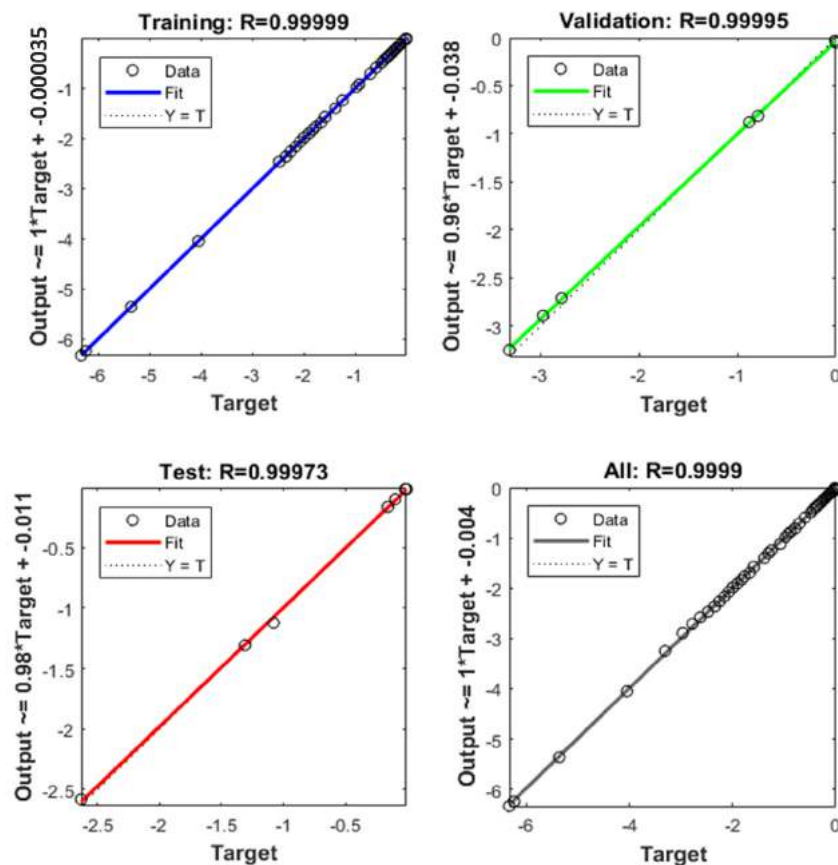 Training: R=0.99999
Output ~= 1*Target + -0.000035
Data
Fit
Y = T
0
-1
-2
-3
-4
-5
-6
-6 -5 -4 -3 -2 -1
Target
Validation: R=0.99995
Output ~= 0.96*Target + -0.038
Data
Fit
Y = T
0
-0.5
-1
-1.5
-2
-2.5
-3
-3 -2 -1 0
Target
Test: R=0.99973
Output ~= 0.98*Target + -0.011
Data
Fit
Y = T
-0.5
-1
-1.5
-2
-2.5
-2.5 -2 -1.5 -1 -0.5
Target
All: R=0.9999
Output ~= 1*Target + -0.004
Data
Fit
Y = T
0
-1
-2
-3
-4
-5
-6
-6 -4 -2 0
Target